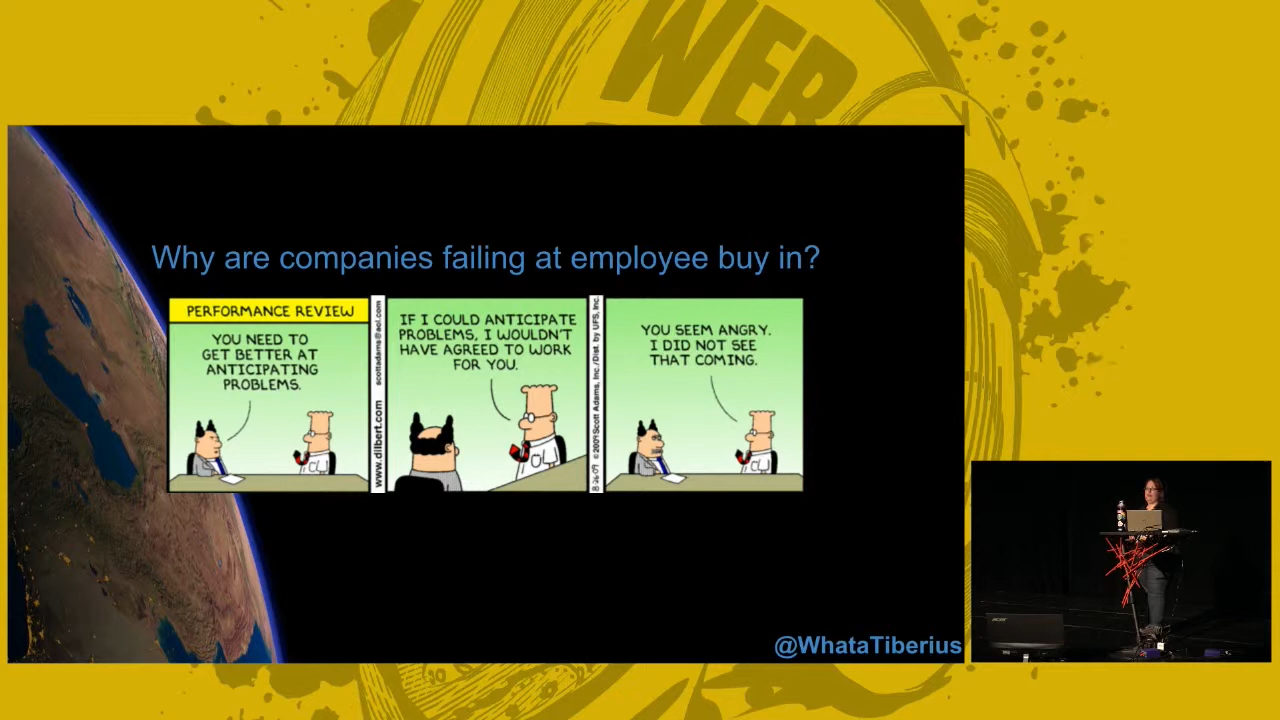 WEB
Why are companies failing at employee buy in?
PERFORMANCE REVIEW
YOU NEED TO
GET BETTER AT
ANTICIPATING
PROBLEMS.
www.dilbert.com scottadams@aol.com
IF I COULD ANTICIPATE
PROBLEMS, I WOULDN'T
HAVE AGREED TO WORK
FOR YOU.
8-26-09 ©2009 Scott Adams, Inc./Dist. by UFS, Inc.
YOU SEEM ANGRY.
I DID NOT SEE
THAT COMING.
@WhataTiberius